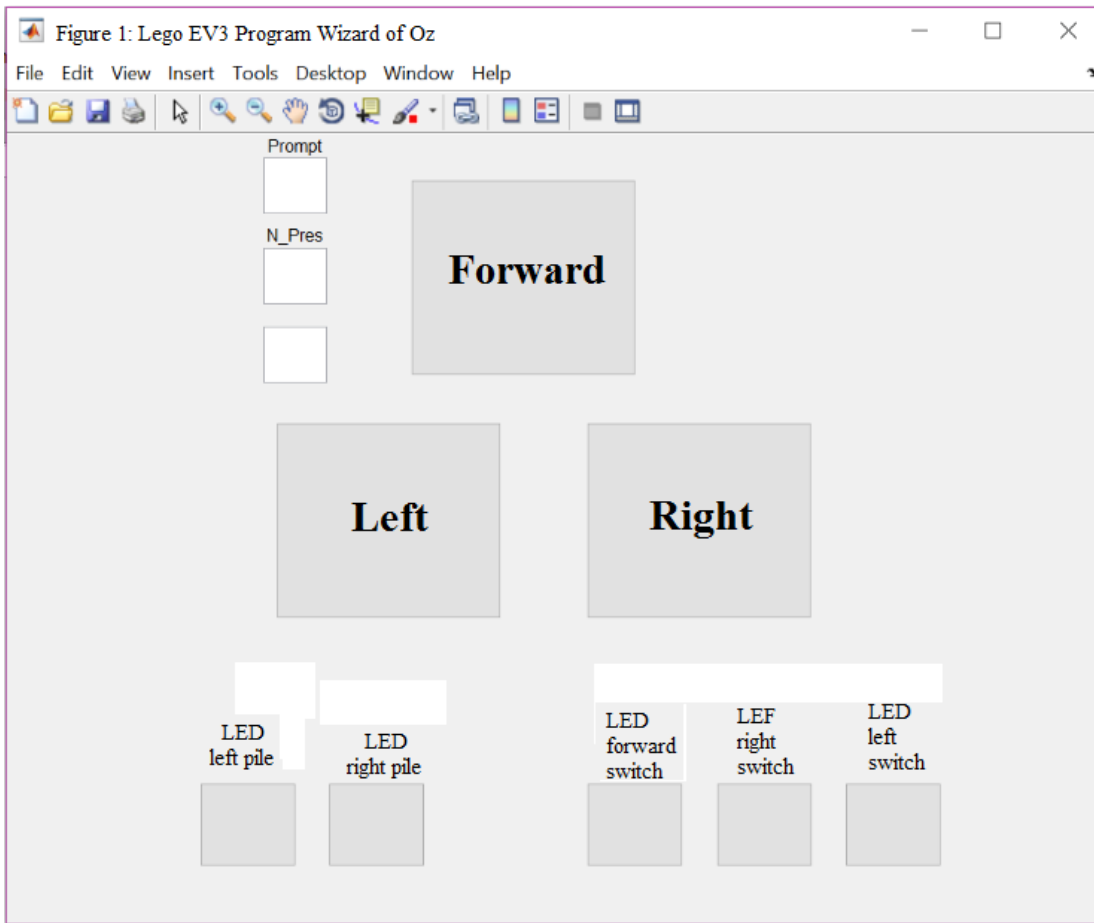 Figure 1: Lego EV3 Program Wizard of Oz
File Edit View Insert Tools Desktop Window Help
Prompt
N_Pres
Forward
Left
Right
LED
left pile
LED
right pile
LED
forward
switch
LEF
right
switch
LED
left
switch